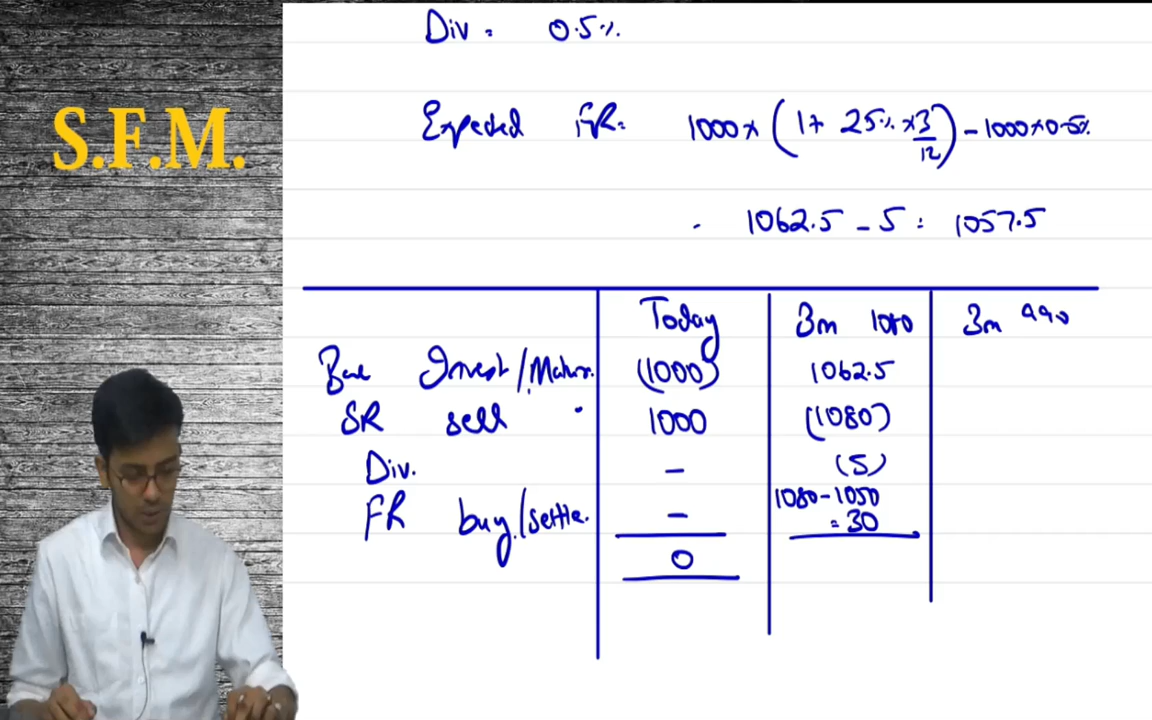 S.F.M.
Div = 0.5%
Expected FR = 1000 × (1+ 25% × 3/12) - 1000×0.5%
= 1062.5 - 5 = 1057.5
Today 3m 1080 3m 990
Invest/Matur. (1000) 1062.5
SR sell 1000 (1080)
Div. - (5)
FR buy/settle. - 1080-1050 = 30
0